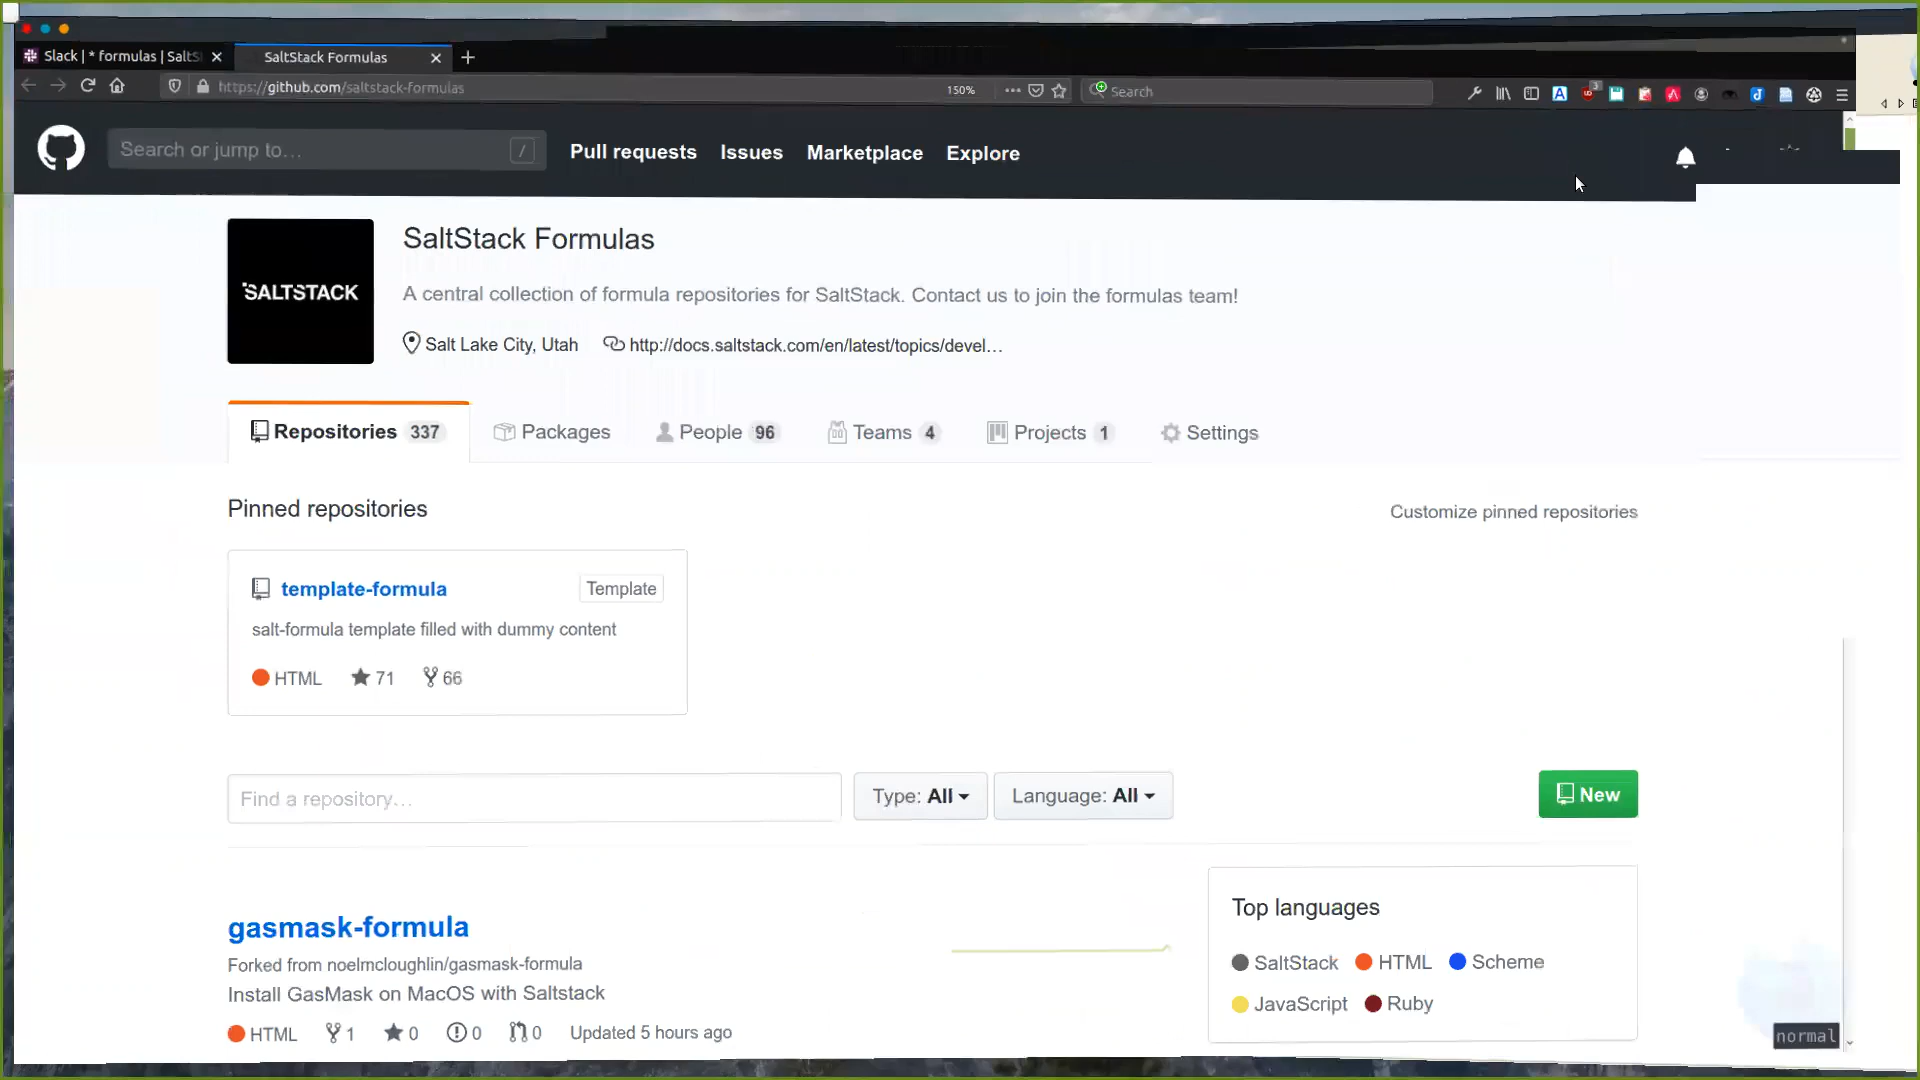 Slack | * formulas | SaltS
SaltStack Formulas
https://github.com/saltstack-formulas
150%
Search
Search or jump to…
/
Pull requests
Issues
Marketplace
Explore
SALTSTACK
SaltStack Formulas
A central collection of formula repositories for SaltStack. Contact us to join the formulas team!
Salt Lake City, Utah
http://docs.saltstack.com/en/latest/topics/devel…
Repositories 337
Packages
People 96
Teams 4
Projects 1
Settings
Pinned repositories
Customize pinned repositories
template-formula
Template
salt-formula template filled with dummy content
HTML
71
66
Find a repository…
Type: All
Language: All
New
gasmask-formula
Forked from noelmcloughlin/gasmask-formula
Install GasMask on MacOS with Saltstack
HTML
1
0
0
0
Updated 5 hours ago
Top languages
SaltStack
HTML
Scheme
JavaScript
Ruby
normal